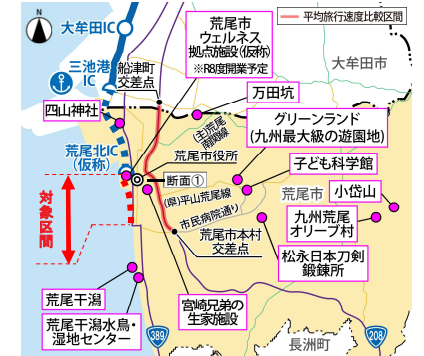 N
平均旅行速度比較区間
大牟田IC
荒尾市
ウェルネス
拠点施設(仮称)
※R8度開業予定
大牟田市
三池港
IC
船津町
交差点
四山神社
万田坑
(主)荒尾
南関線
グリーンランド
(九州最大級の遊園地)
荒尾北IC
(仮称)
荒尾市役所
子ども科学館
断面①
(県)平山荒尾線
荒尾市
小岱山
対象区間
市民病院通り
九州荒尾
オリーブ村
荒尾市本村
交差点
松永日本刀剣
鍛錬所
荒尾干潟
宮崎兄弟の
生家施設
荒尾干潟水鳥・
湿地センター
389
208
長洲町